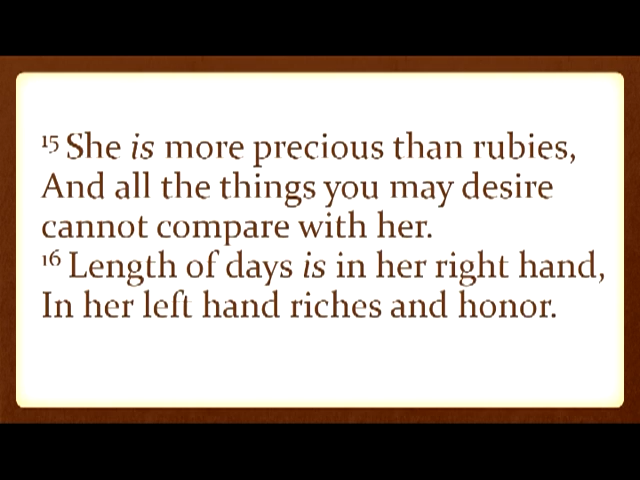 15 She is more precious than rubies,
And all the things you may desire
cannot compare with her.
16 Length of days is in her right hand,
In her left hand riches and honor.